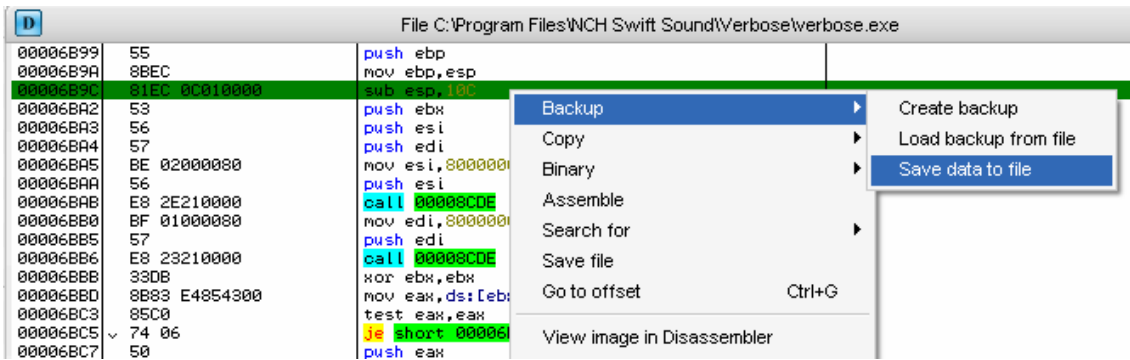 D File C:\Program Files\NCH Swift Sound\Verbose\verbose.exe
00006B99 55 push ebp
00006B9A 8BEC mov ebp,esp
00006B9C 81EC 0C010000 sub esp,10C
00006BA2 53 push ebx
00006BA3 56 push esi
00006BA4 57 push edi
00006BA5 BE 02000080 mov esi,8000000
00006BAA 56 push esi
00006BAB E8 2E210000 call 00008CDE
00006BB0 BF 01000080 mov edi,800000
00006BB5 57 push edi
00006BB6 E8 23210000 call 00008CDE
00006BBB 33DB xor ebx,ebx
00006BBD 8B83 E4854300 mov eax,ds:[eb
00006BC3 85C0 test eax,eax
00006BC5 74 06 je short 00006
00006BC7 50 push eax
Backup
Copy
Binary
Assemble
Search for
Save file
Go to offset Ctrl+G
View image in Disassembler
Create backup
Load backup from file
Save data to file